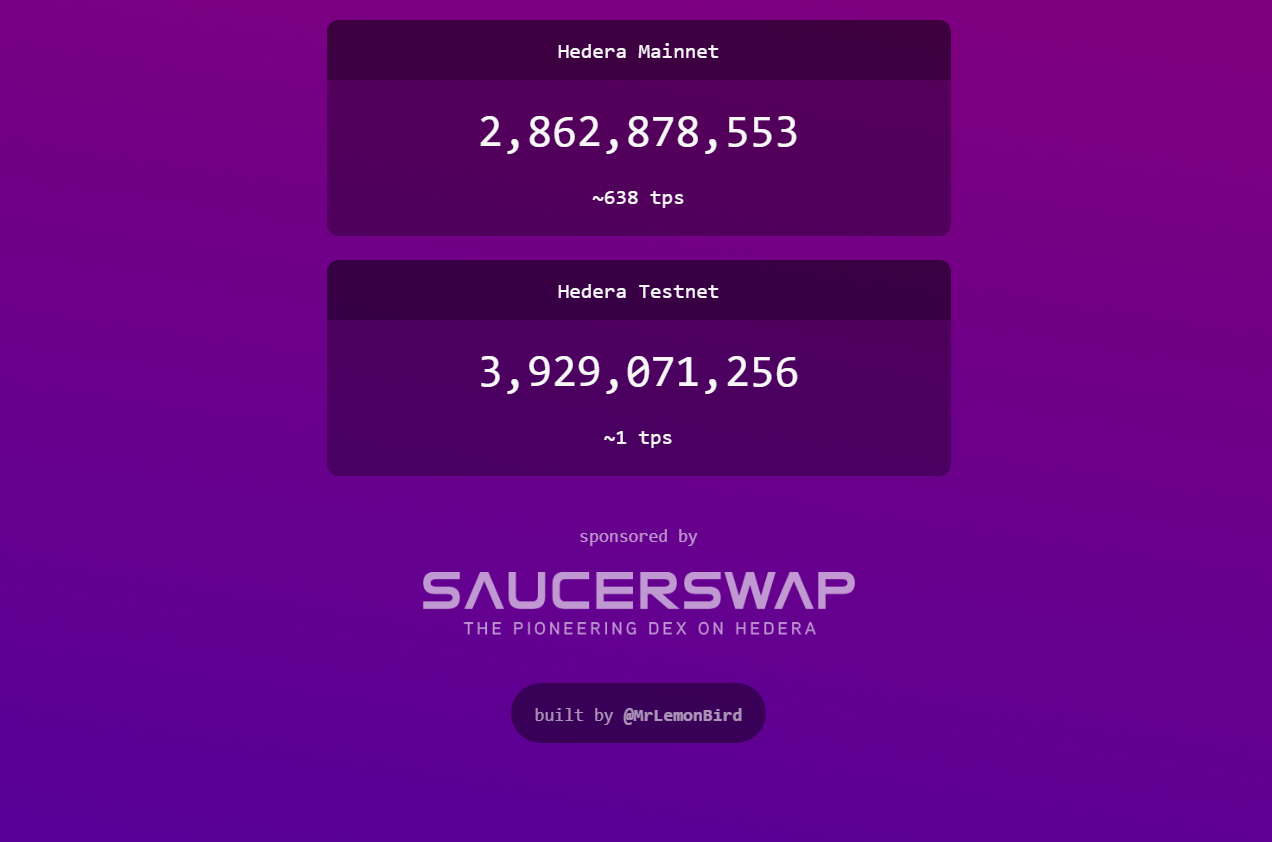 Hedera Mainnet
2,862,878,553
~638 tps
Hedera Testnet
3,929,071,256
~1 tps
sponsored by
SAUCERSWAP
THE PIONEERING DEX ON HEDERA
built by @MrLemonBird